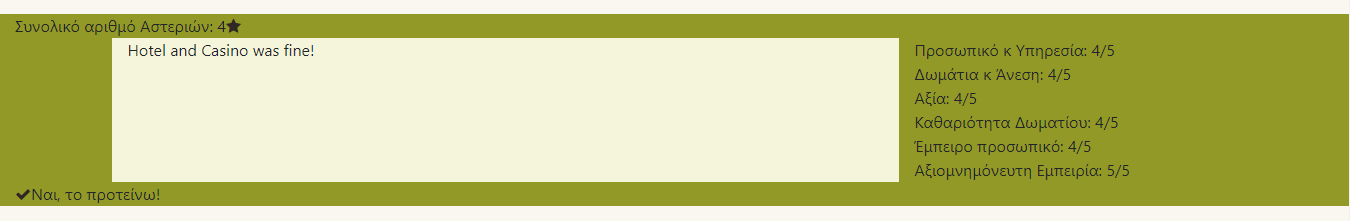 Συνολικό αριθμό Αστεριών: 4★
Hotel and Casino was fine!
Προσωπικό κ Υπηρεσία: 4/5
Δωμάτια κ Άνεση: 4/5
Αξία: 4/5
Καθαριότητα Δωματίου: 4/5
Έμπειρο προσωπικό: 4/5
Αξιομνημόνευτη Εμπειρία: 5/5
✔Ναι, το προτείνω!